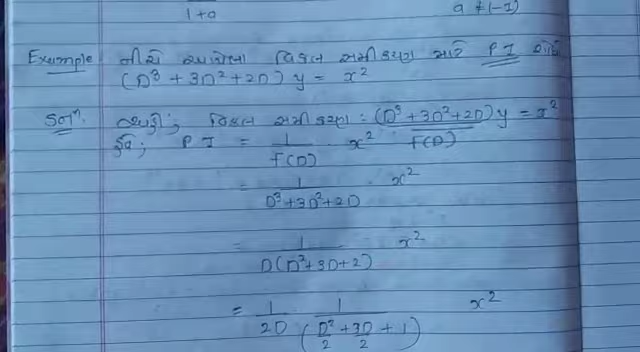 1+a
a ≠ (-1)
Example નીચે આપેલા વિકલ સમીકરણ માટે PI શોધો
(D³ + 3D² + 2D) y = x²
Solⁿ. અહીં; વિકલ સમીકરણ : (D³ + 3D² + 2D) y = x²
હવે; PI = 1/f(D) x² f(D)
= 1/(D³+3D²+2D) x²
= 1/(D(D²+3D+2)) x²
= 1/2D · 1/(D²/2 + 3D/2 + 1) x²